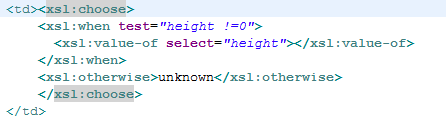 <td><xsl:choose>
<xsl:when test="height !=0">
<xsl:value-of select="height"></xsl:value-of>
</xsl:when>
<xsl:otherwise>unknown</xsl:otherwise>
</xsl:choose>
</td>